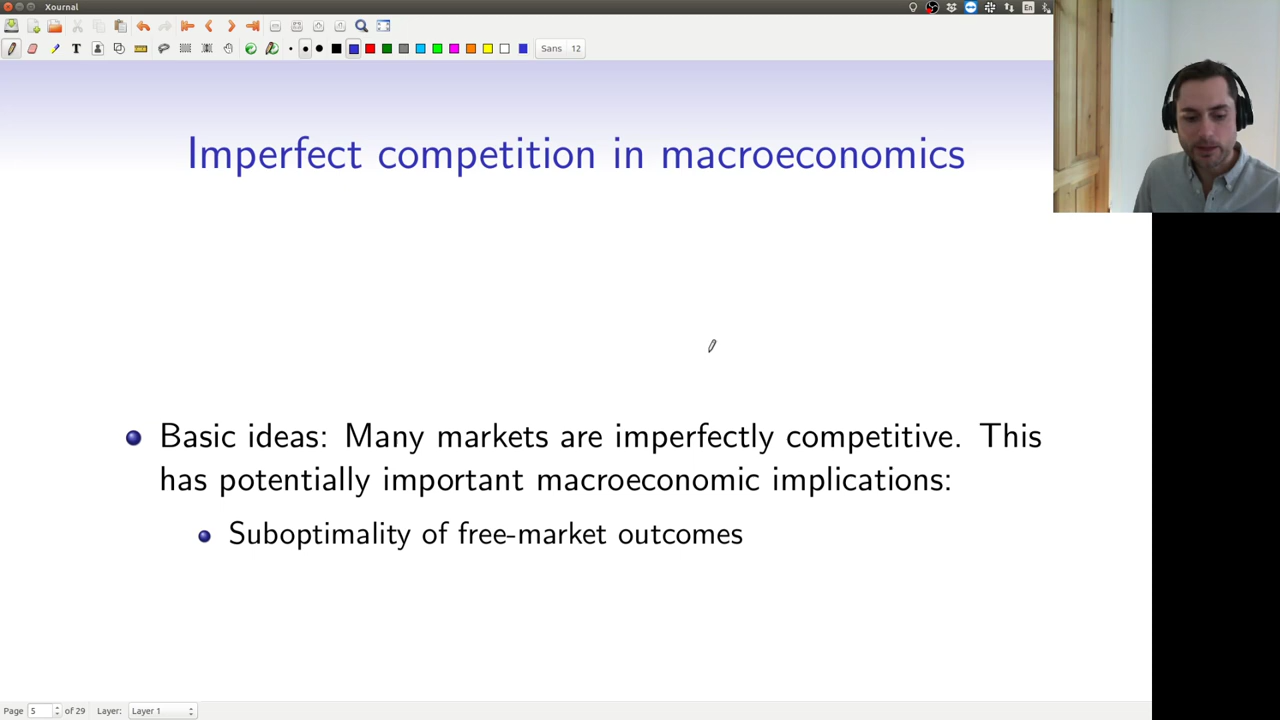 Xournal
En
T
Sans 12
Imperfect competition in macroeconomics
Basic ideas: Many markets are imperfectly competitive. This
has potentially important macroeconomic implications:
Suboptimality of free-market outcomes
Page 5 of 29 Layer: Layer 1